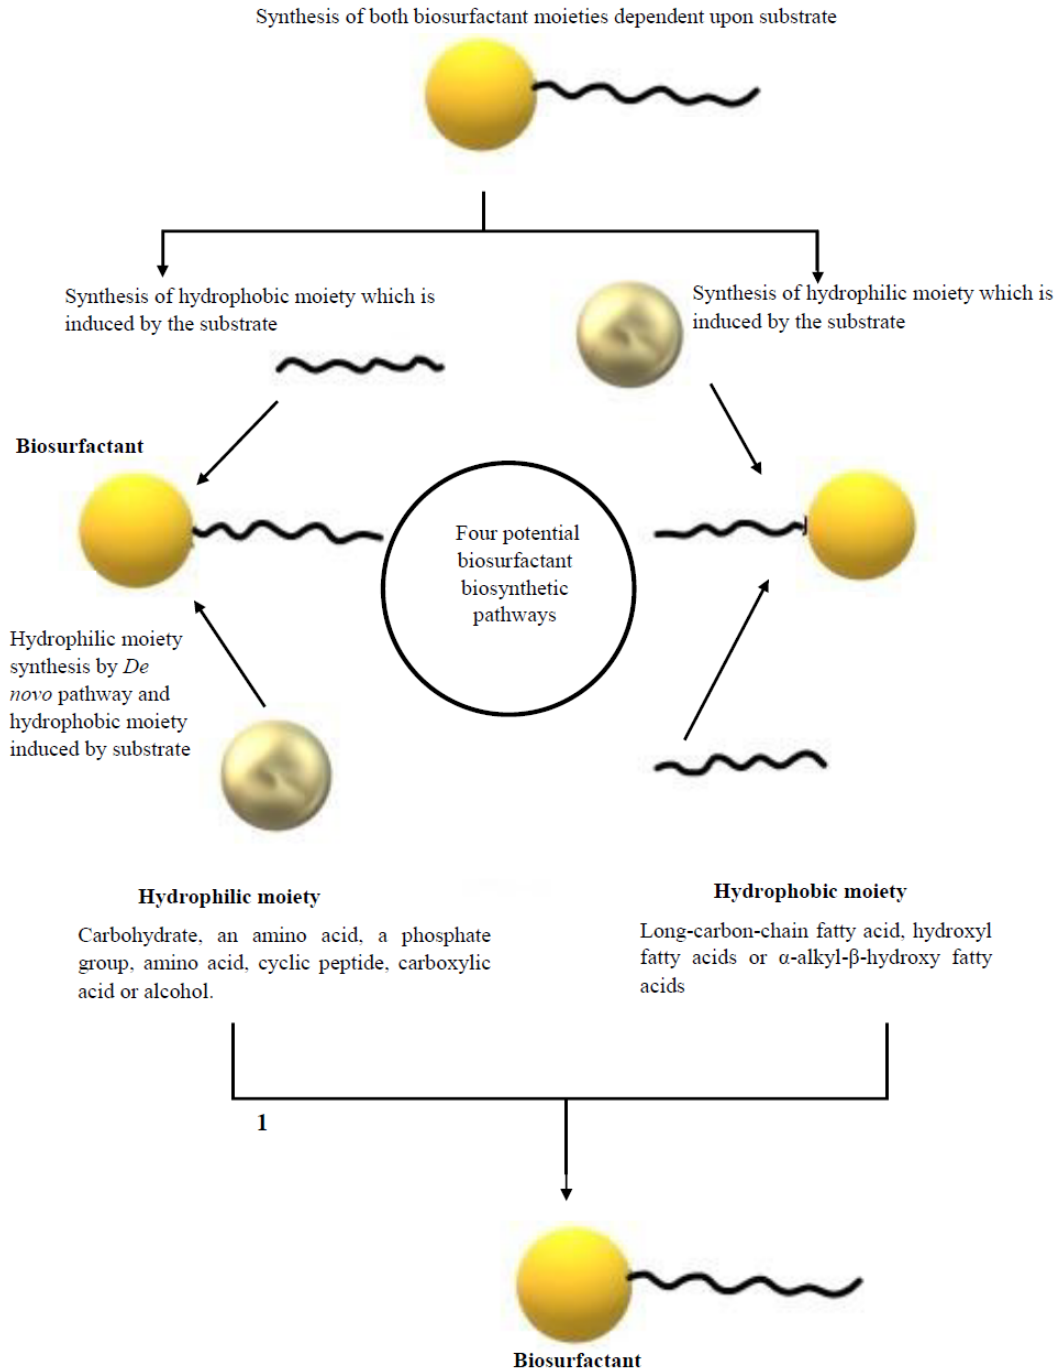 Synthesis of both biosurfactant moieties dependent upon substrate
Synthesis of hydrophobic moiety which is
induced by the substrate
Synthesis of hydrophilic moiety which is
induced by the substrate
Biosurfactant
Four potential
biosurfactant
biosynthetic
pathways
Hydrophilic moiety
synthesis by De
novo pathway and
hydrophobic moiety
induced by substrate
Hydrophilic moiety
Carbohydrate, an amino acid, a phosphate
group, amino acid, cyclic peptide, carboxylic
acid or alcohol.
Hydrophobic moiety
Long-carbon-chain fatty acid, hydroxyl
fatty acids or α-alkyl-β-hydroxy fatty
acids
1
Biosurfactant